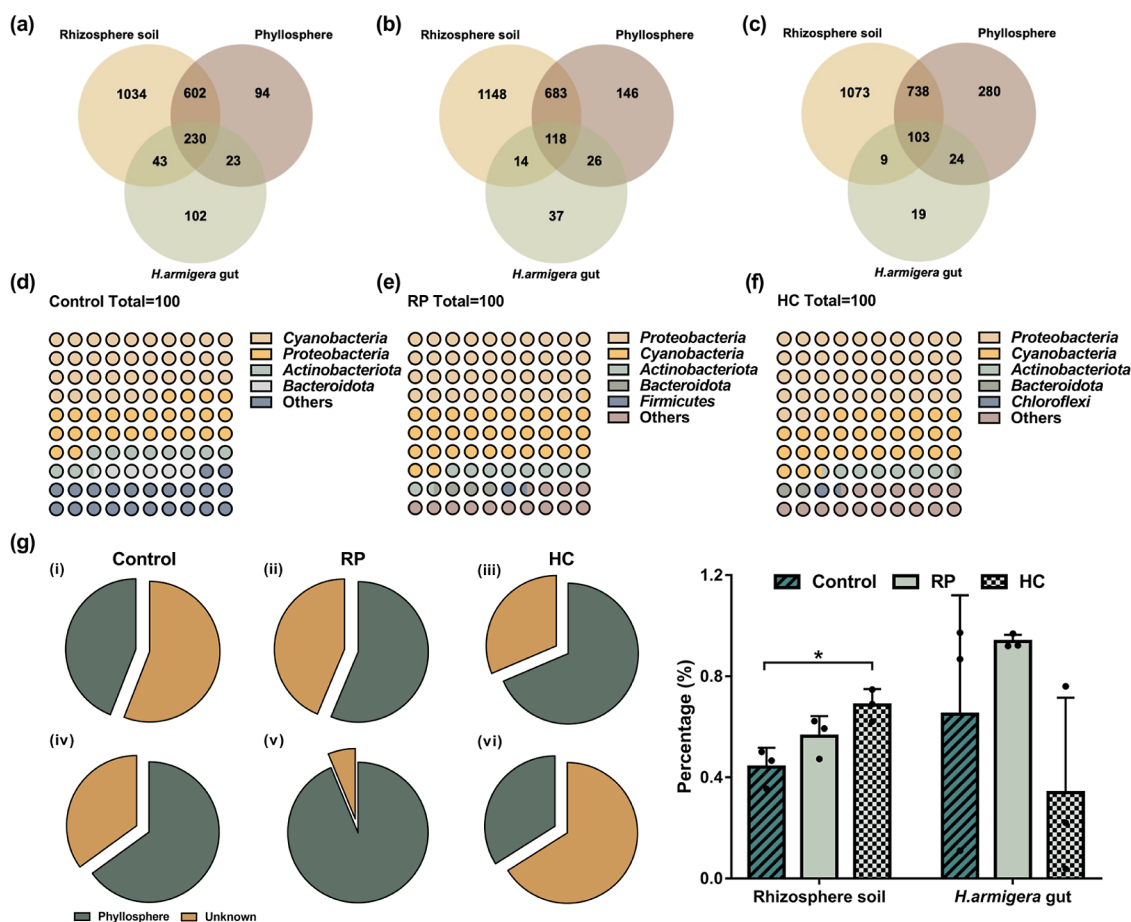 (a)
Rhizosphere soil
Phyllosphere
1034
602
94
230
43
23
102
H.armigera gut
(b)
Rhizosphere soil
Phyllosphere
1148
683
146
118
14
26
37
H.armigera gut
(c)
Rhizosphere soil
Phyllosphere
1073
738
280
103
9
24
19
H.armigera gut
(d)
Control Total=100
Cyanobacteria
Proteobacteria
Actinobacteriota
Bacteroidota
Others
(e)
RP Total=100
Proteobacteria
Cyanobacteria
Actinobacteriota
Bacteroidota
Firmicutes
Others
(f)
HC Total=100
Proteobacteria
Cyanobacteria
Actinobacteriota
Bacteroidota
Chloroflexi
Others
(g)
Control
RP
HC
(i)
(ii)
(iii)
(iv)
(v)
(vi)
Phyllosphere
Unknown
Control
RP
HC
*
Percentage (%)
1.2
0.8
0.4
0.0
Rhizosphere soil
H.armigera gut